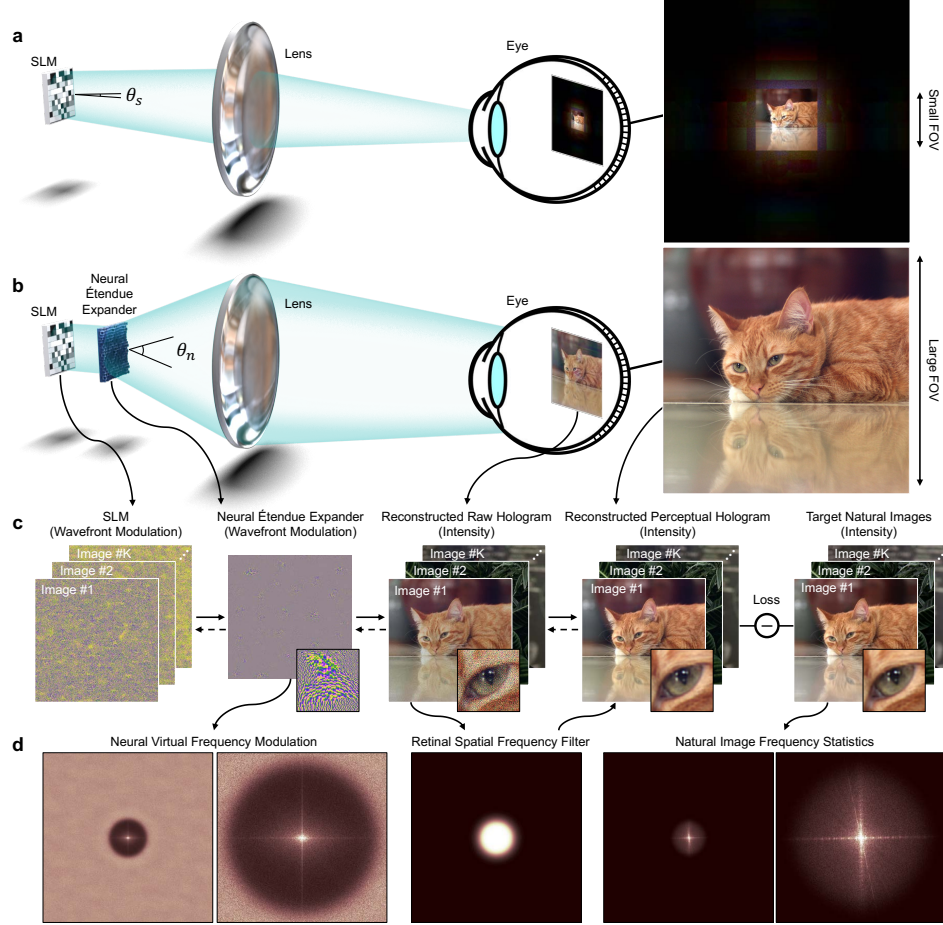 a
SLM
Lens
Eye
θs
Small FOV
b
Neural
Étendue
Expander
SLM
Lens
Eye
θn
Large FOV
c
SLM
(Wavefront Modulation)
Neural Étendue Expander
(Wavefront Modulation)
Reconstructed Raw Hologram
(Intensity)
Reconstructed Perceptual Hologram
(Intensity)
Target Natural Images
(Intensity)
Image #K
Image #2
Image #1
Image #K
Image #2
Image #1
Image #K
Image #2
Image #1
Loss
Image #K
Image #2
Image #1
d
Neural Virtual Frequency Modulation
Retinal Spatial Frequency Filter
Natural Image Frequency Statistics